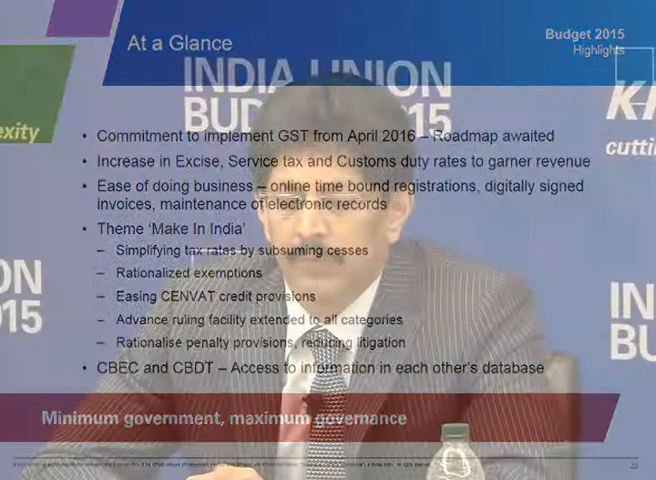 At a Glance
Budget 2015
Highlights
INDIA UNION
exity
• Commitment to implement GST from April 2016 – Roadmap awaited
• Increase in Excise, Service tax and Customs duty rates to garner revenue
cutti
• Ease of doing business – online time bound registrations, digitally signed
invoices, maintenance of electronic records
• Theme ‘Make In India’
– Simplifying tax rates by subsuming cesses
– Rationalized exemptions
ON
15
– Easing CENVAT credit provisions
IN
BU
– Advance ruling facility extended to all categories
– Rationalise penalty provisions, reducing litigation
• CBEC and CBDT – Access to information in each other's database
Minimum government, maximum governance